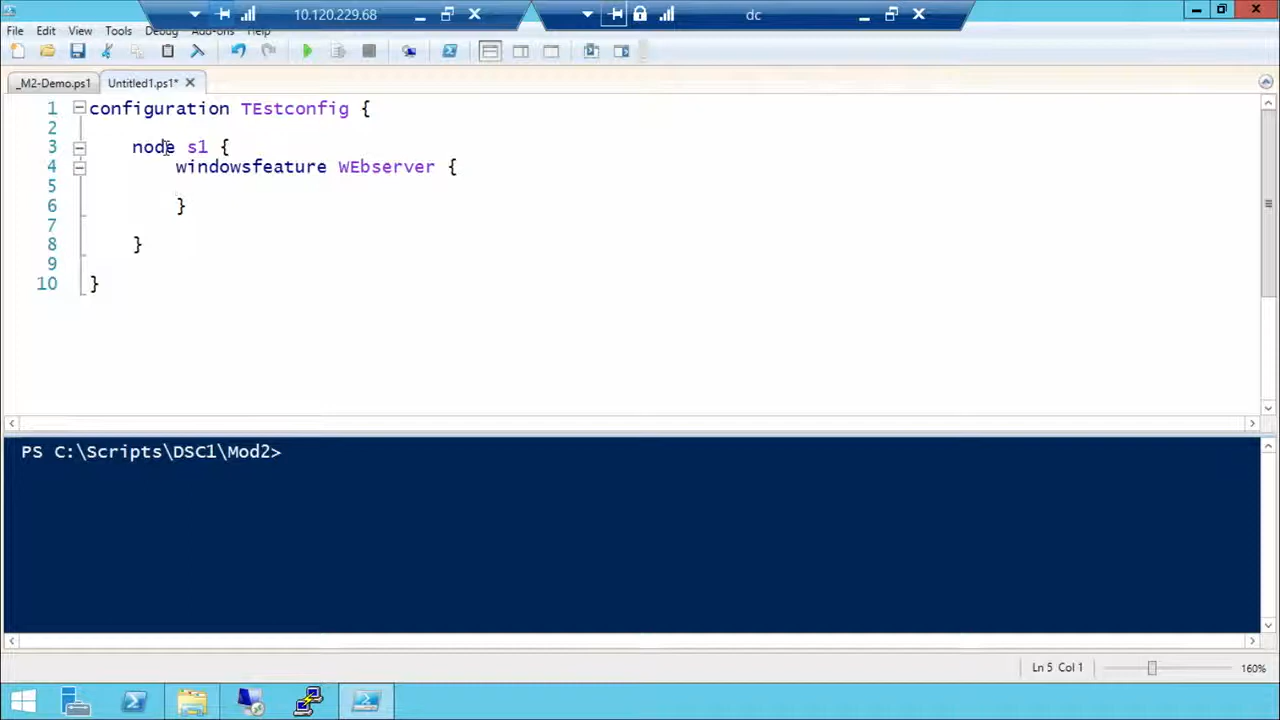 10.120.229.68
dc
File Edit View Tools Debug Add-ons Help
_M2-Demo.ps1 Untitled1.ps1*
1 configuration TEstconfig {
2
3 node s1 {
4 windowsfeature WEbserver {
5
6 }
7
8 }
9
10 }
PS C:\Scripts\DSC1\Mod2>
Ln 5 Col 1 160%